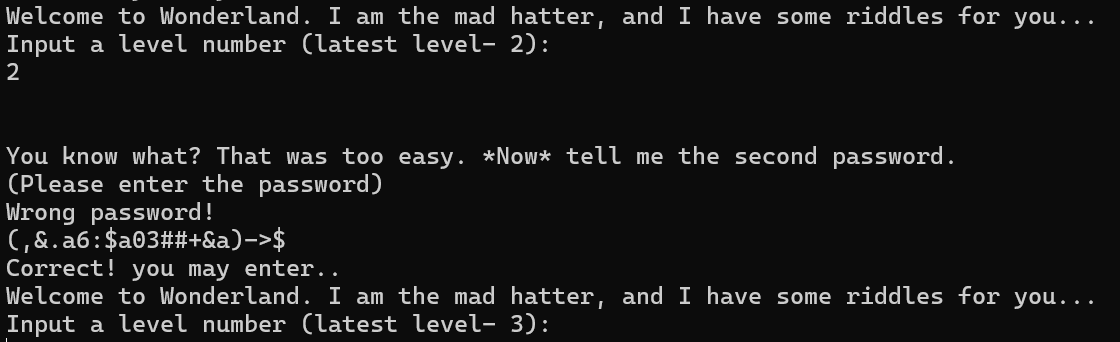 Welcome to Wonderland. I am the mad hatter, and I have some riddles for you...
Input a level number (latest level- 2):
2
You know what? That was too easy. *Now* tell me the second password.
(Please enter the password)
Wrong password!
(,&.a6:$a03##+&a)->$
Correct! you may enter..
Welcome to Wonderland. I am the mad hatter, and I have some riddles for you...
Input a level number (latest level- 3):